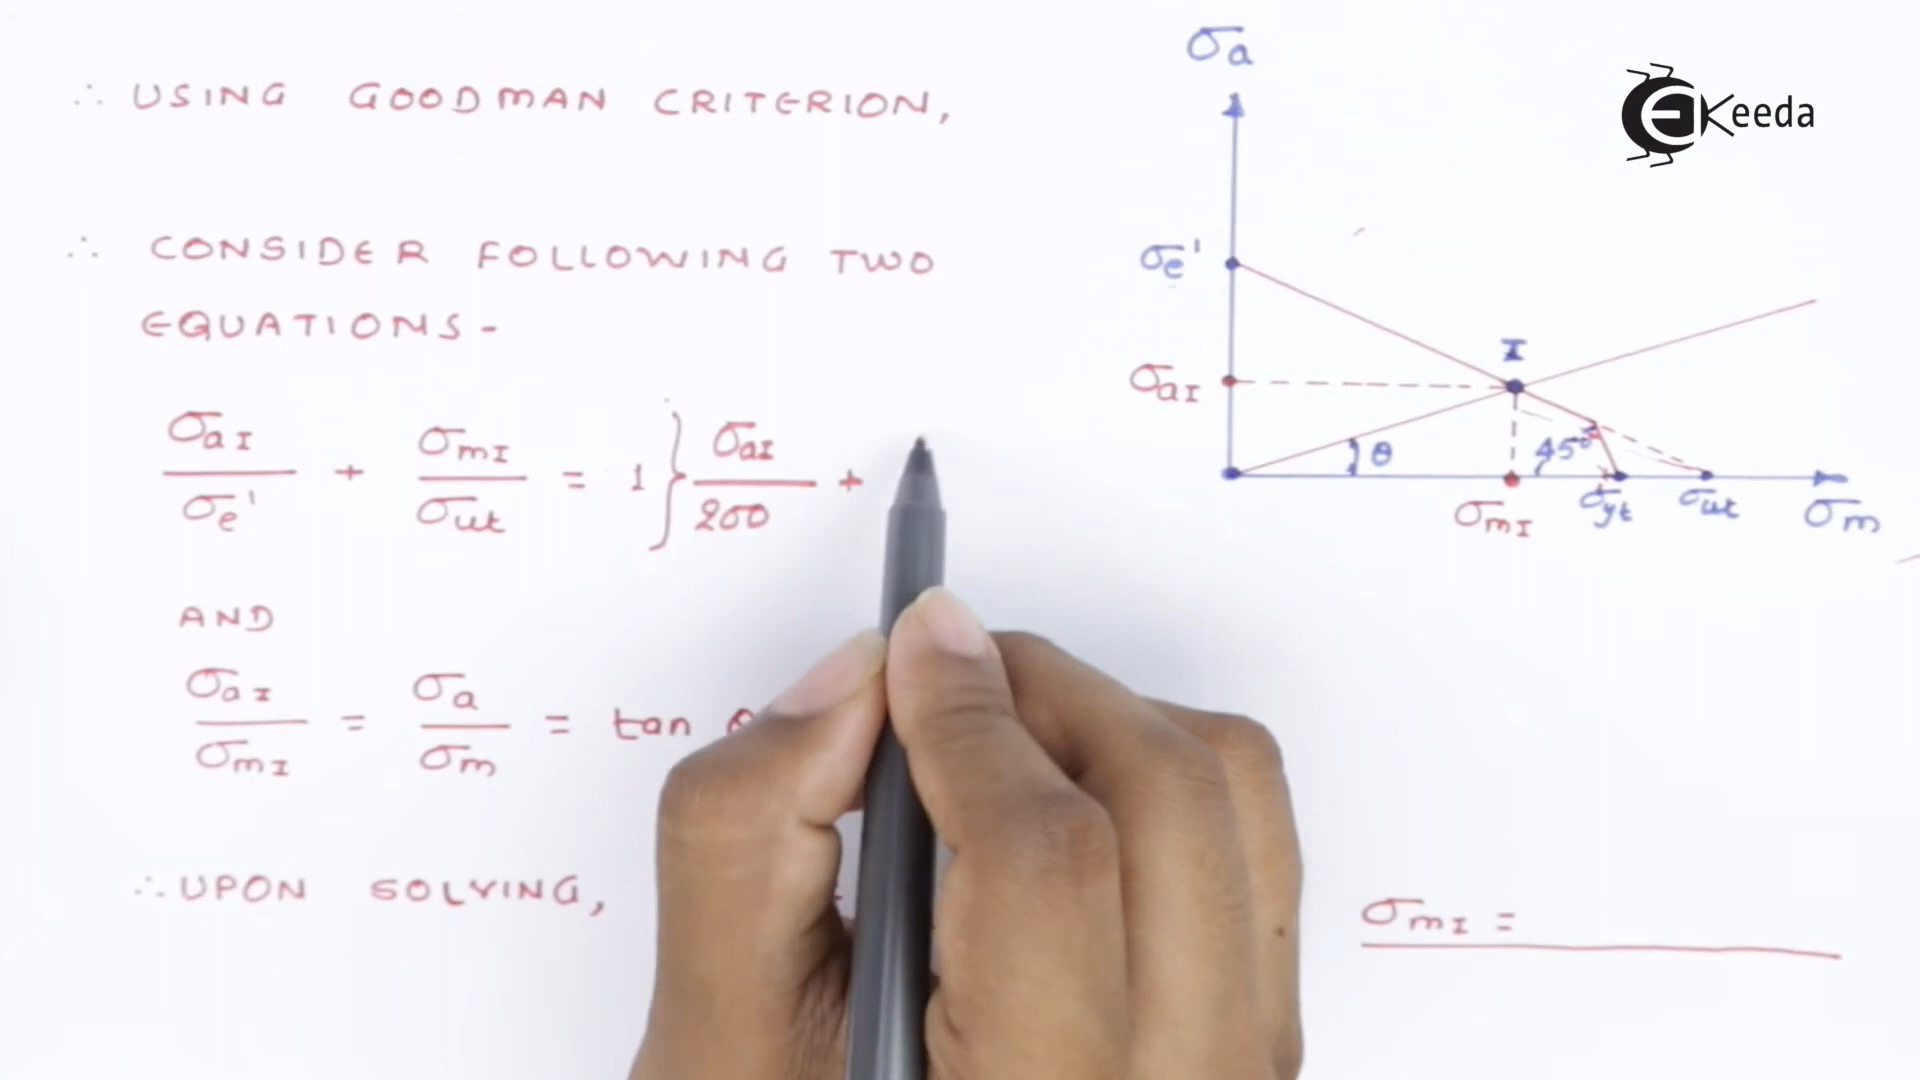 ∴ USING GOODMAN CRITERION,
∴ CONSIDER FOLLOWING TWO
EQUATIONS-
σaI/σe' + σmI/σut = 1 } σaI/200 +
AND
σaI/σmI = σa/σm = tan θ
∴ UPON SOLVING,
σmI =
σa
σe'
σaI
I
θ
45°
σmI
σyt
σut
σm
EKeeda